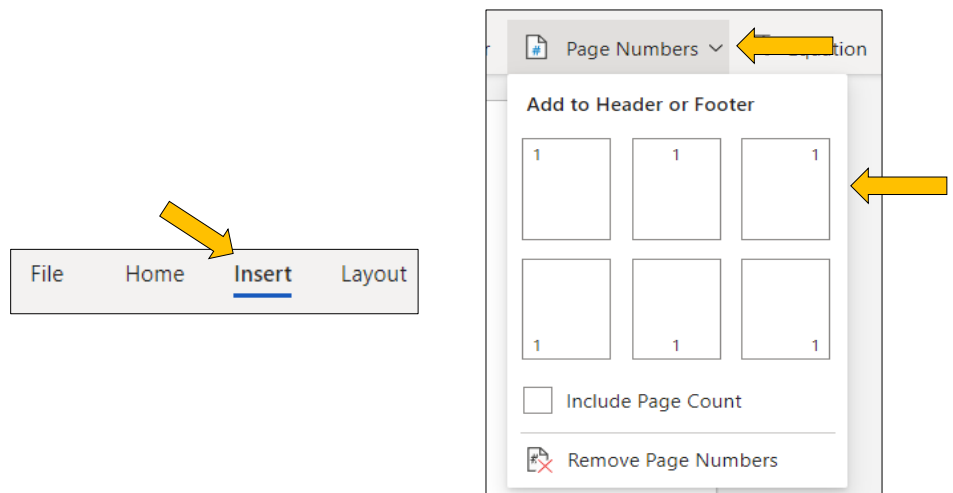 File Home Insert Layout
Page Numbers
Add to Header or Footer
1 1 1
1 1 1
Include Page Count
Remove Page Numbers